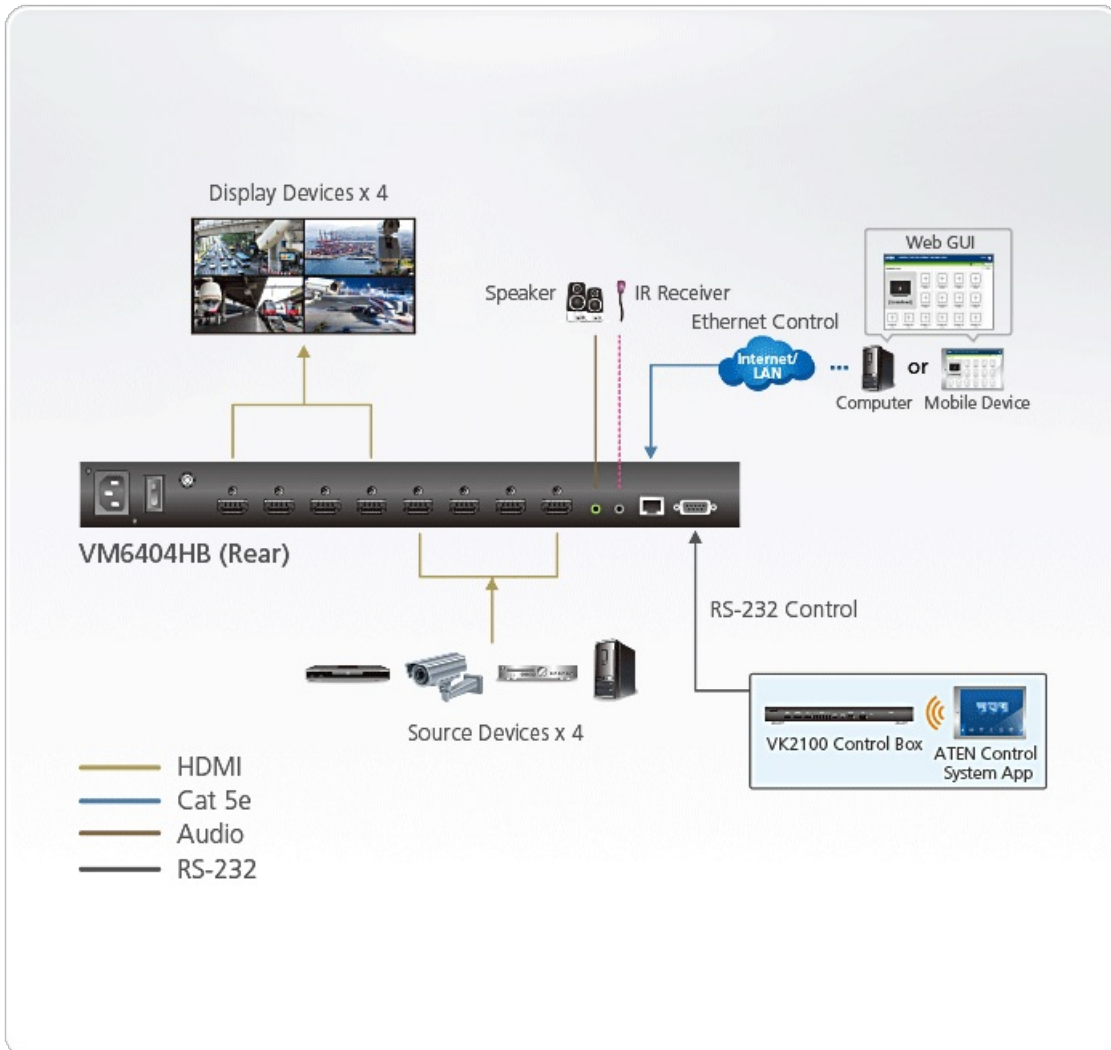 Display Devices x 4
Web GUI
Speaker
IR Receiver
Ethernet Control
Internet/
LAN
or
Computer
Mobile Device
VM6404HB (Rear)
RS-232 Control
Source Devices x 4
VK2100 Control Box
ATEN Control
System App
HDMI
Cat 5e
Audio
RS-232